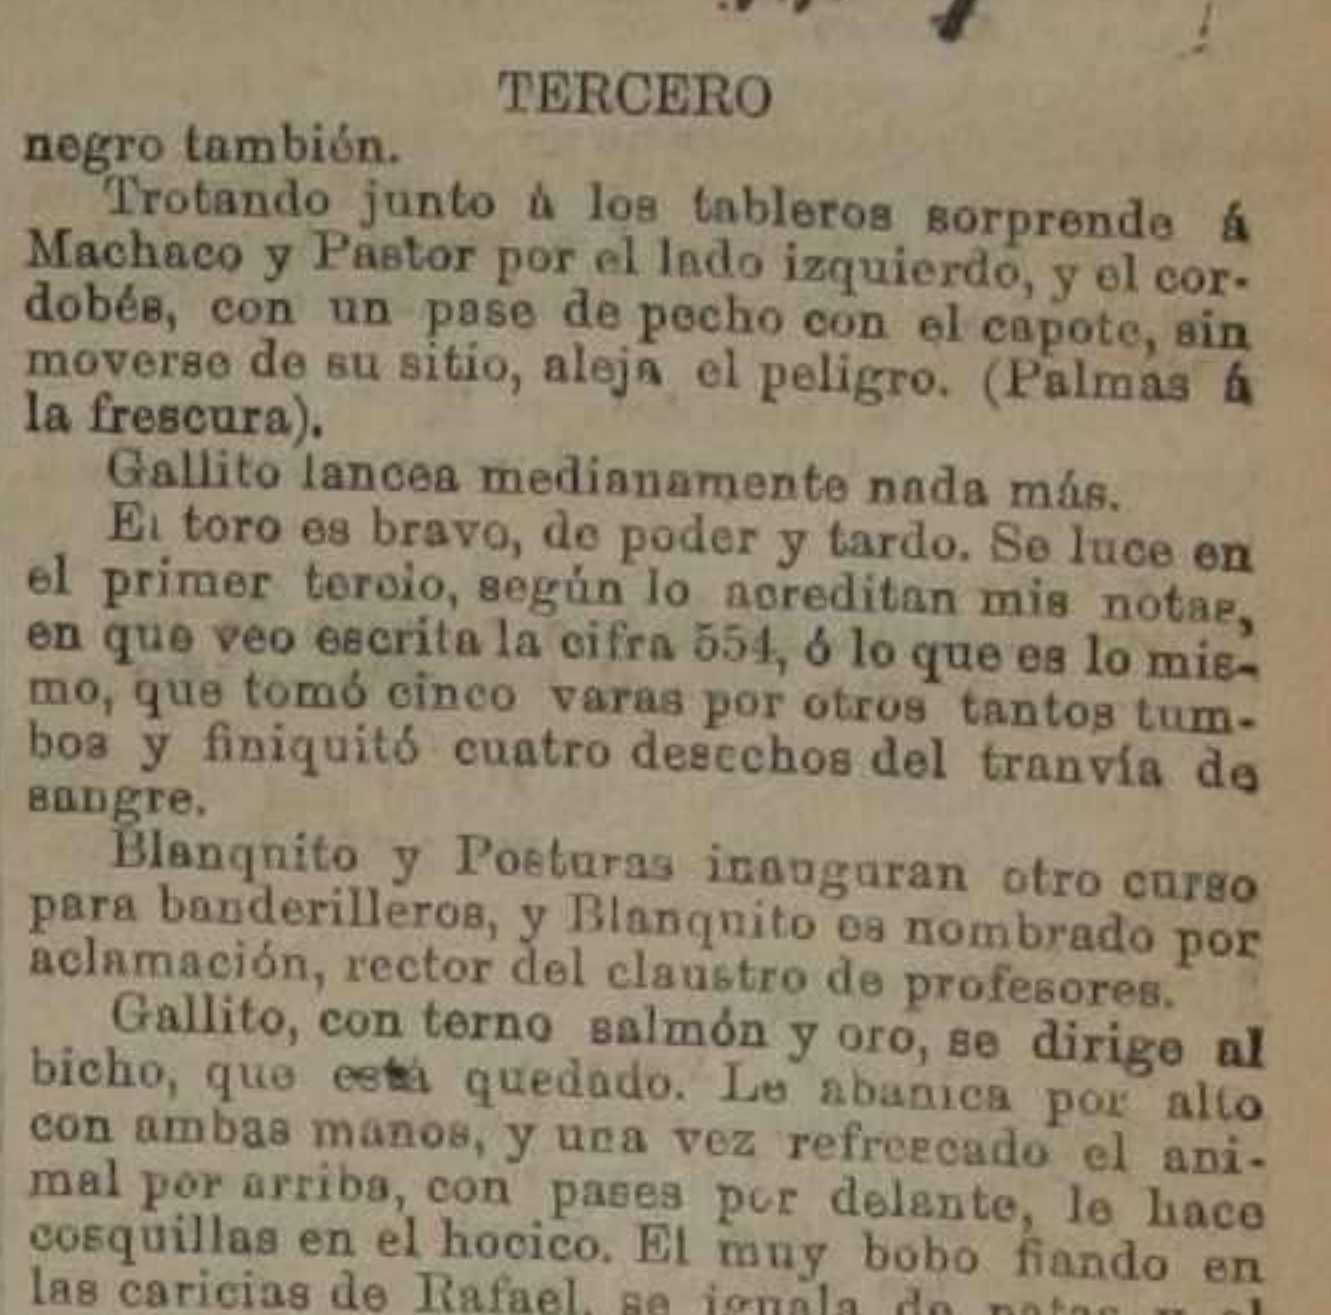 TERCERO
negro también.
Trotando junto á los tableros sorprende á
Machaco y Pastor por el lado izquierdo, y el cor-
dobés, con un pase de pecho con el capote, sin
moverse de su sitio, aleja el peligro. (Palmas á
la frescura).
Gallito lancea medianamente nada más.
El toro es bravo, de poder y tardo. Se luce en
el primer tercio, según lo acreditan mis notas,
en que veo escrita la cifra 554, ó lo que es lo mis-
mo, que tomó cinco varas por otros tantos tum-
bos y finiquitó cuatro desechos del tranvía de
sangre.
Blanqnito y Posturas inauguran otro curso
para banderilleros, y Blanquito es nombrado por
aclamación, rector del claustro de profesores.
Gallito, con terno salmón y oro, se dirige al
bicho, que está quedado. Le abanica por alto
con ambas manos, y una vez refrescado el ani-
mal por arriba, con pases por delante, le hace
cosquillas en el hocico. El muy bobo fiando en
las caricias de Rafael, se iguala de